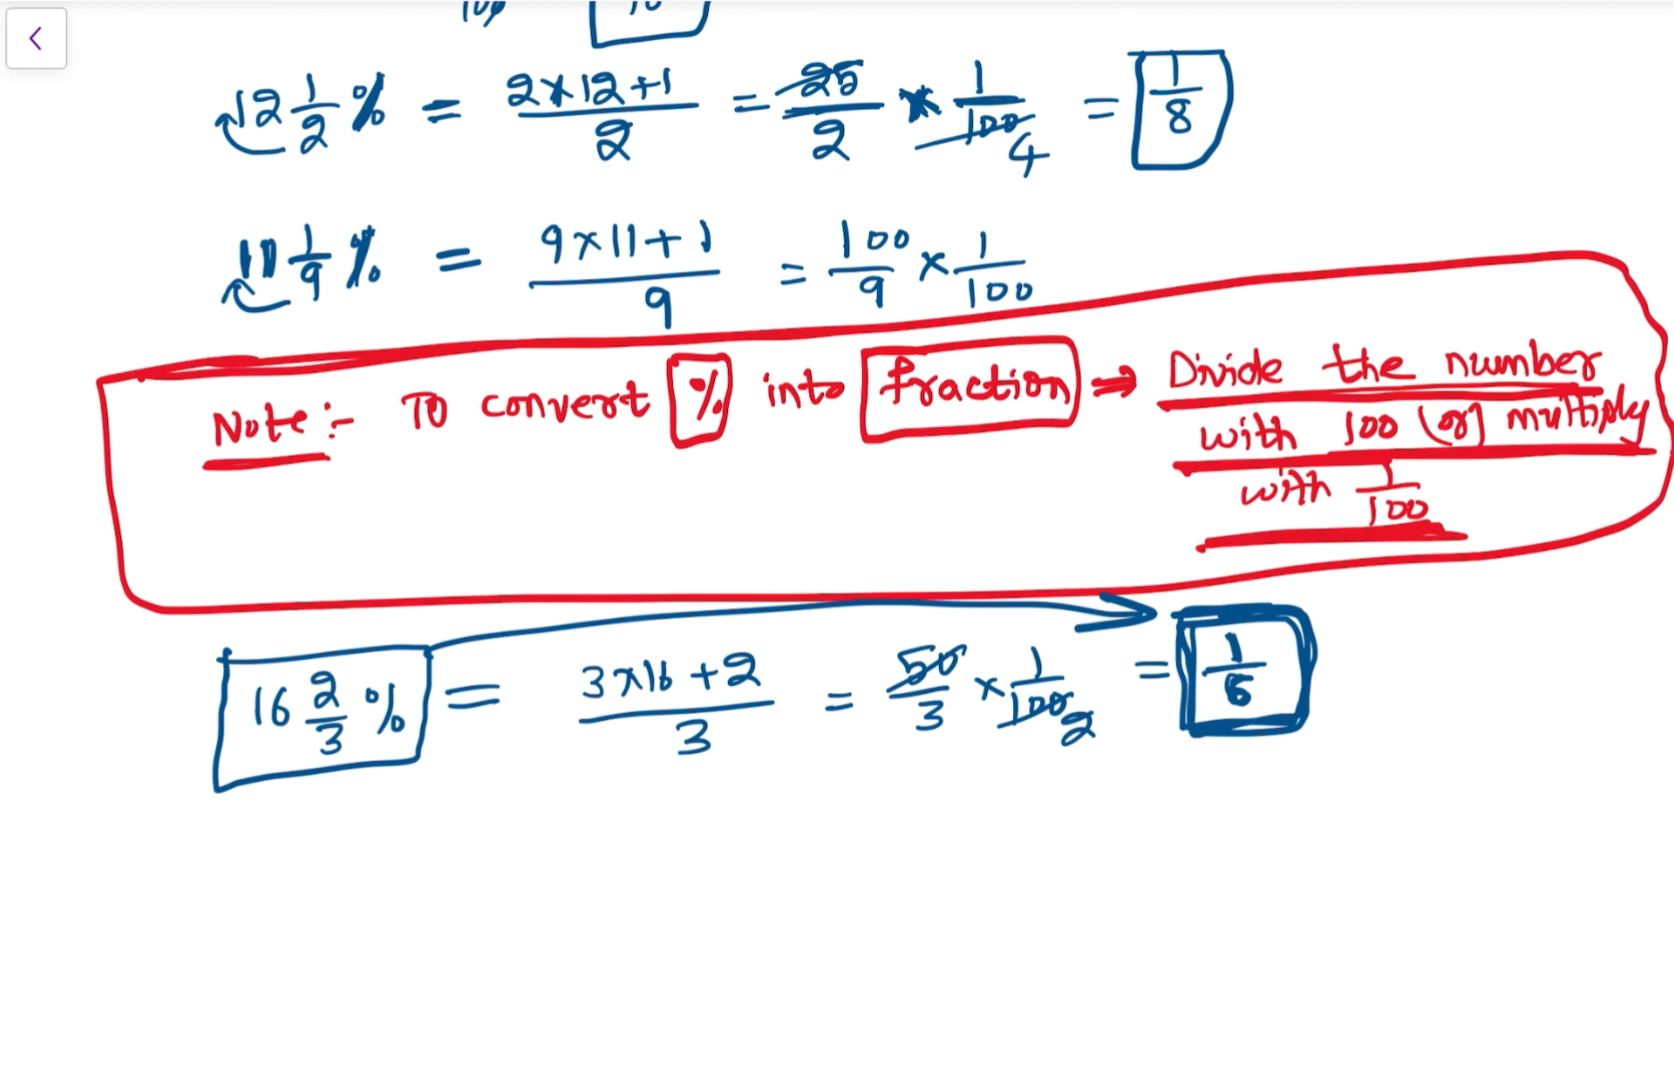 12 1/2 % = (2×12+1)/2 = 25/2 × 1/100 4 = 1/8
11 1/9 % = (9×11+1)/9 = 100/9 × 1/100
Note:- To convert % into fraction ⇒ Divide the number
with 100 (or) multiply
with 1/100
16 2/3 % = (3×16+2)/3 = 50/3 × 1/100 2 = 1/6